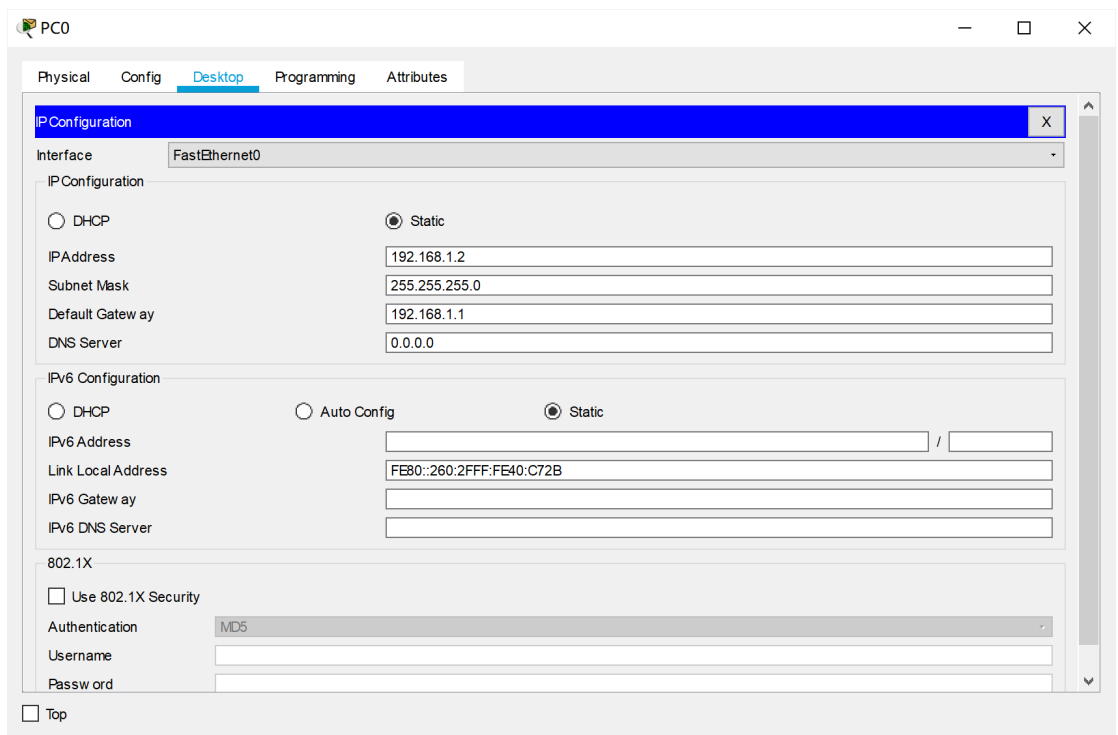 PC0
Physical Config Desktop Programming Attributes
IP Configuration X
Interface FastEthernet0
IP Configuration
DHCP Static
IP Address 192.168.1.2
Subnet Mask 255.255.255.0
Default Gateway 192.168.1.1
DNS Server 0.0.0.0
IPv6 Configuration
DHCP Auto Config Static
IPv6 Address /
Link Local Address FE80::260:2FFF:FE40:C72B
IPv6 Gateway
IPv6 DNS Server
802.1X
Use 802.1X Security
Authentication MD5
Username
Password
Top